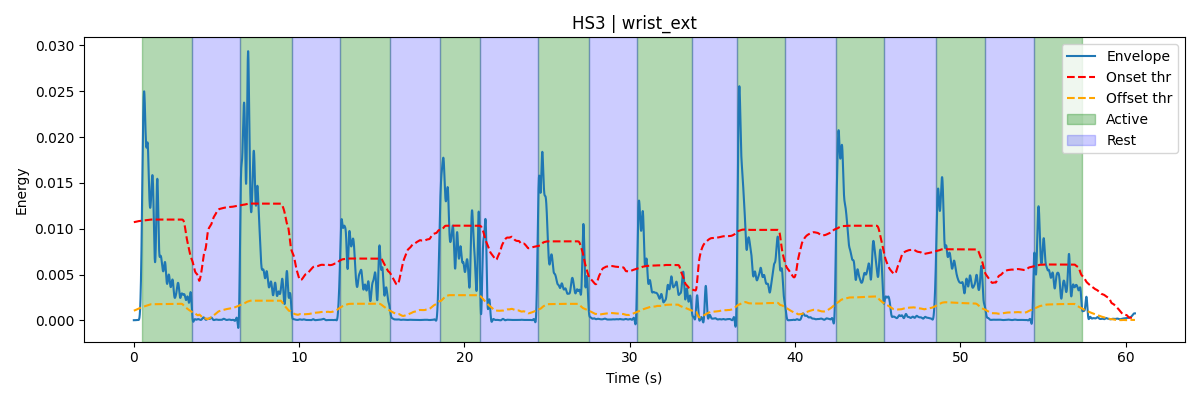 HS3 | wrist_ext
0.030
0.025
0.020
0.015
0.010
0.005
0.000
Energy
0
10
20
30
40
50
60
Time (s)
Envelope
Onset thr
Offset thr
Active
Rest